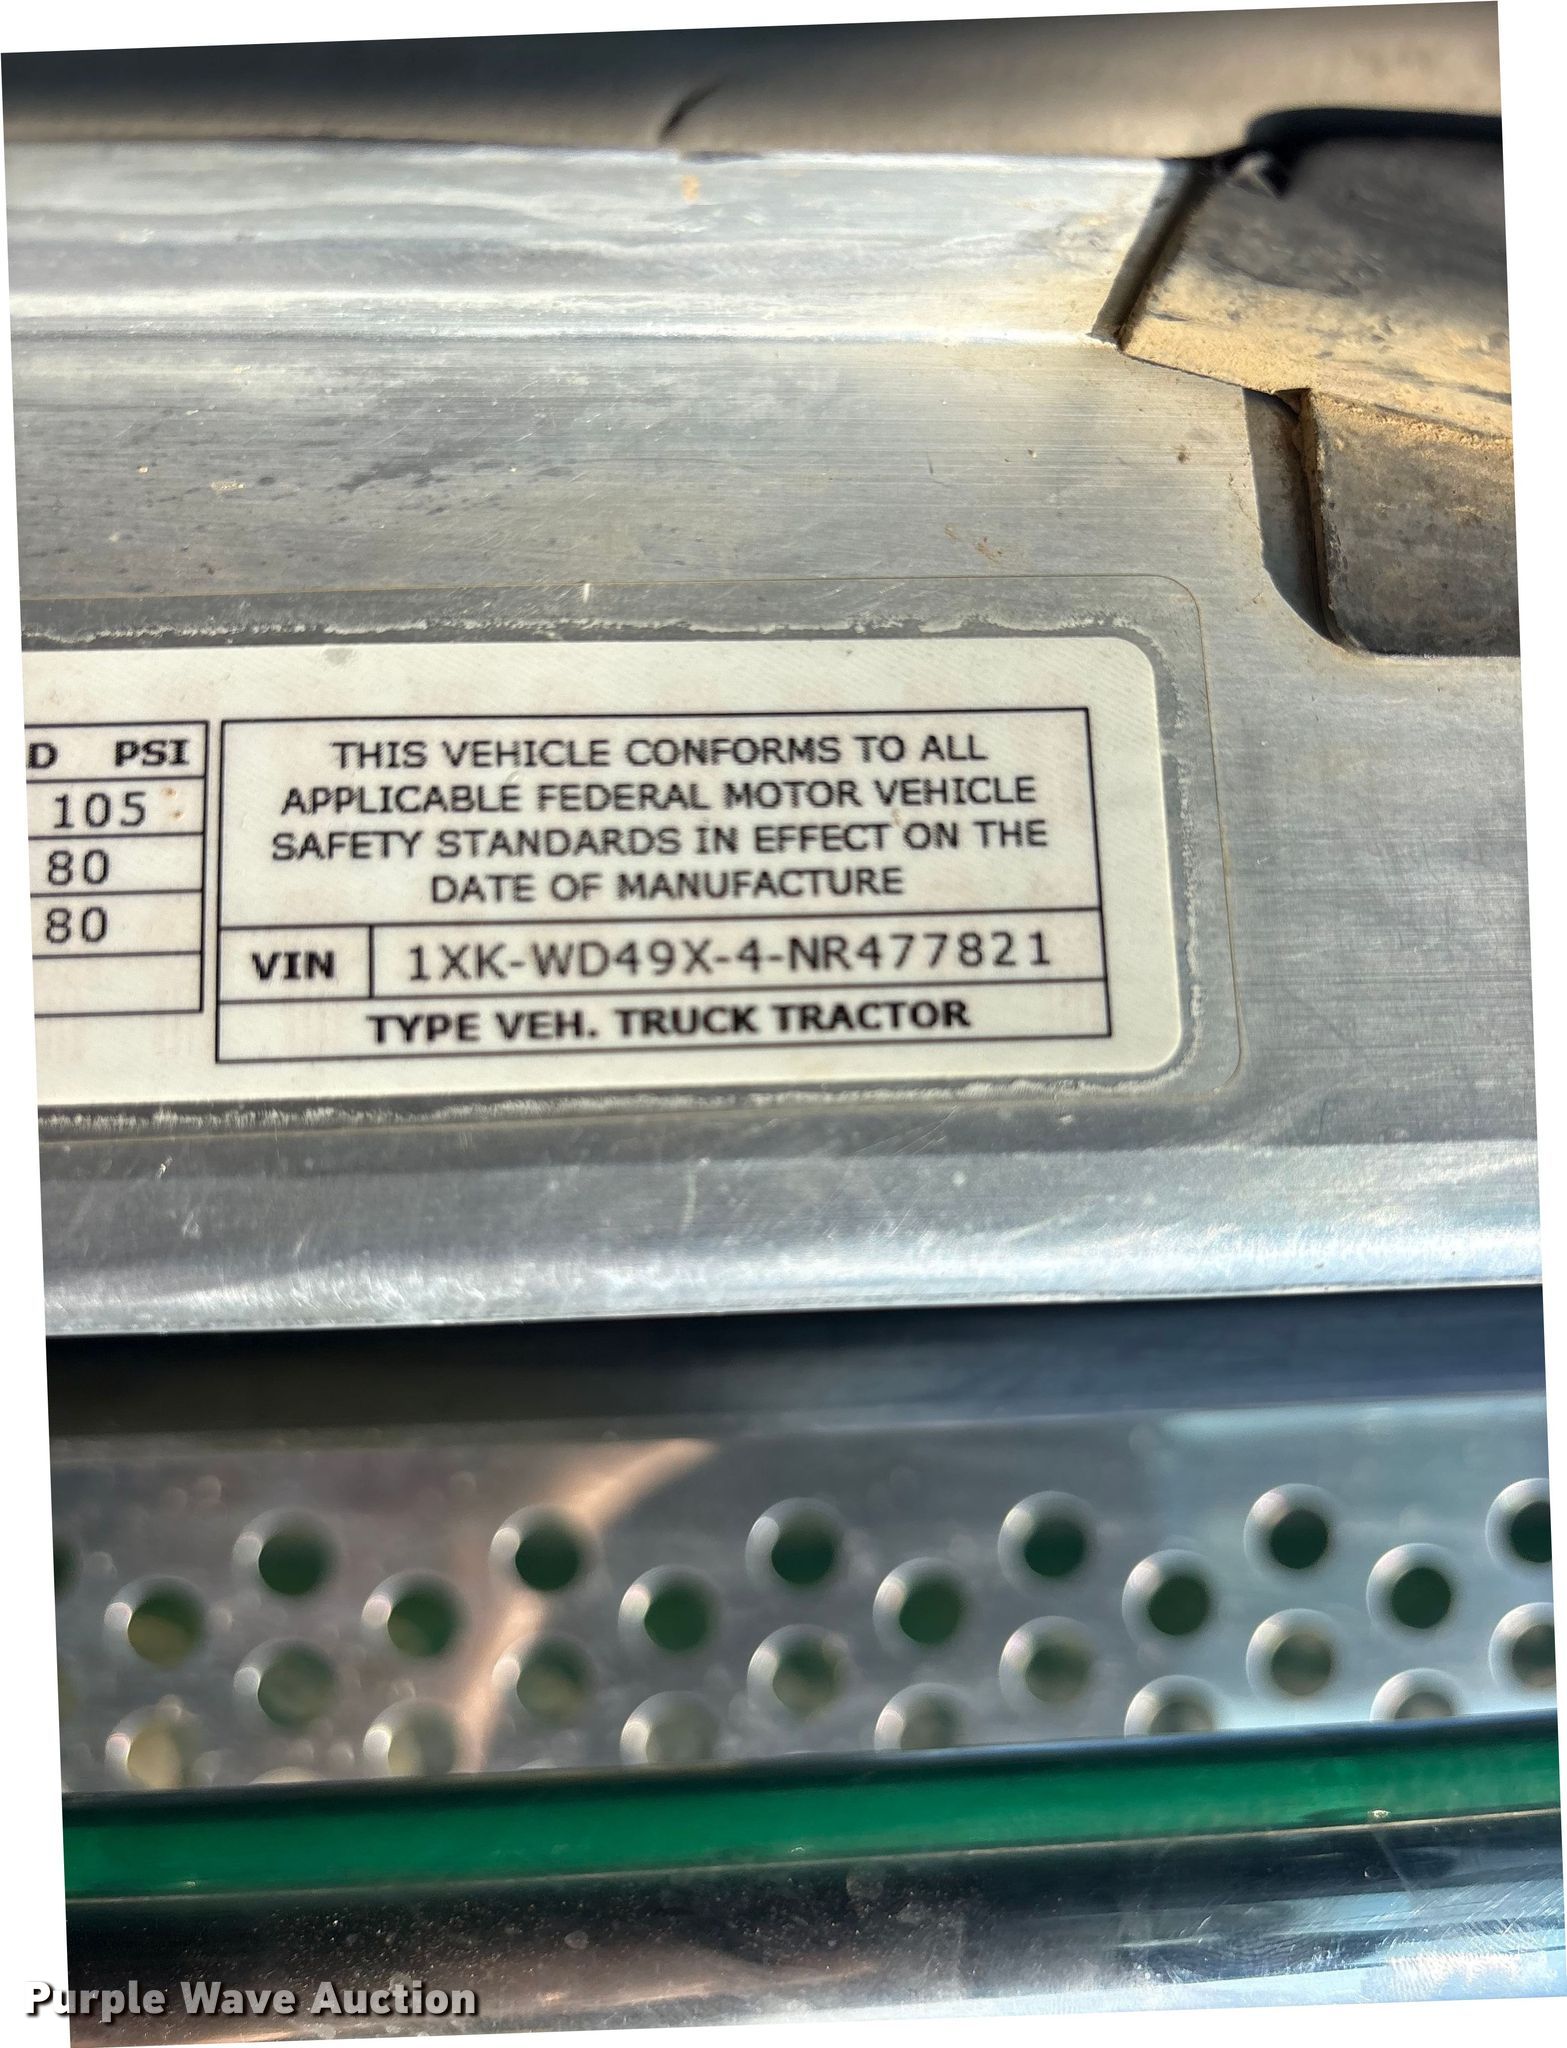 D PSI
105
80
80
THIS VEHICLE CONFORMS TO ALL
APPLICABLE FEDERAL MOTOR VEHICLE
SAFETY STANDARDS IN EFFECT ON THE
DATE OF MANUFACTURE
VIN 1XK-WD49X-4-NR477821
TYPE VEH. TRUCK TRACTOR
Purple Wave Auction